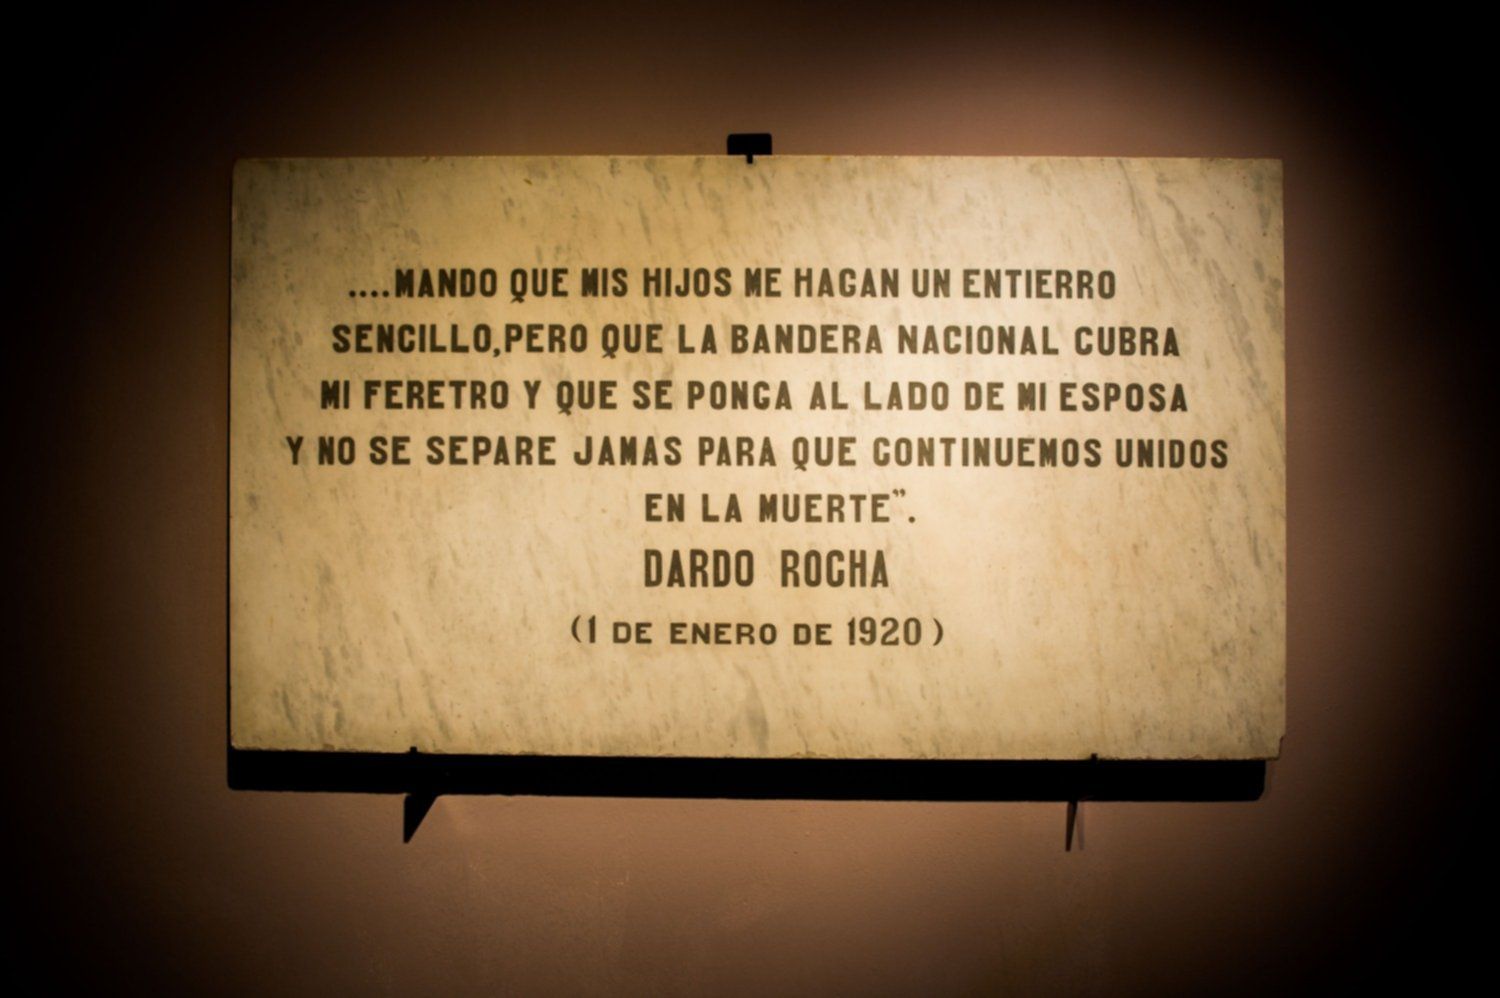 ....MANDO QUE MIS HIJOS ME HAGAN UN ENTIERRO
SENCILLO, PERO QUE LA BANDERA NACIONAL CUBRA
MI FERETRO Y QUE SE PONGA AL LADO DE MI ESPOSA
Y NO SE SEPARE JAMAS PARA QUE CONTINUEMOS UNIDOS
EN LA MUERTE".
DARDO ROCHA
(1 DE ENERO DE 1920)